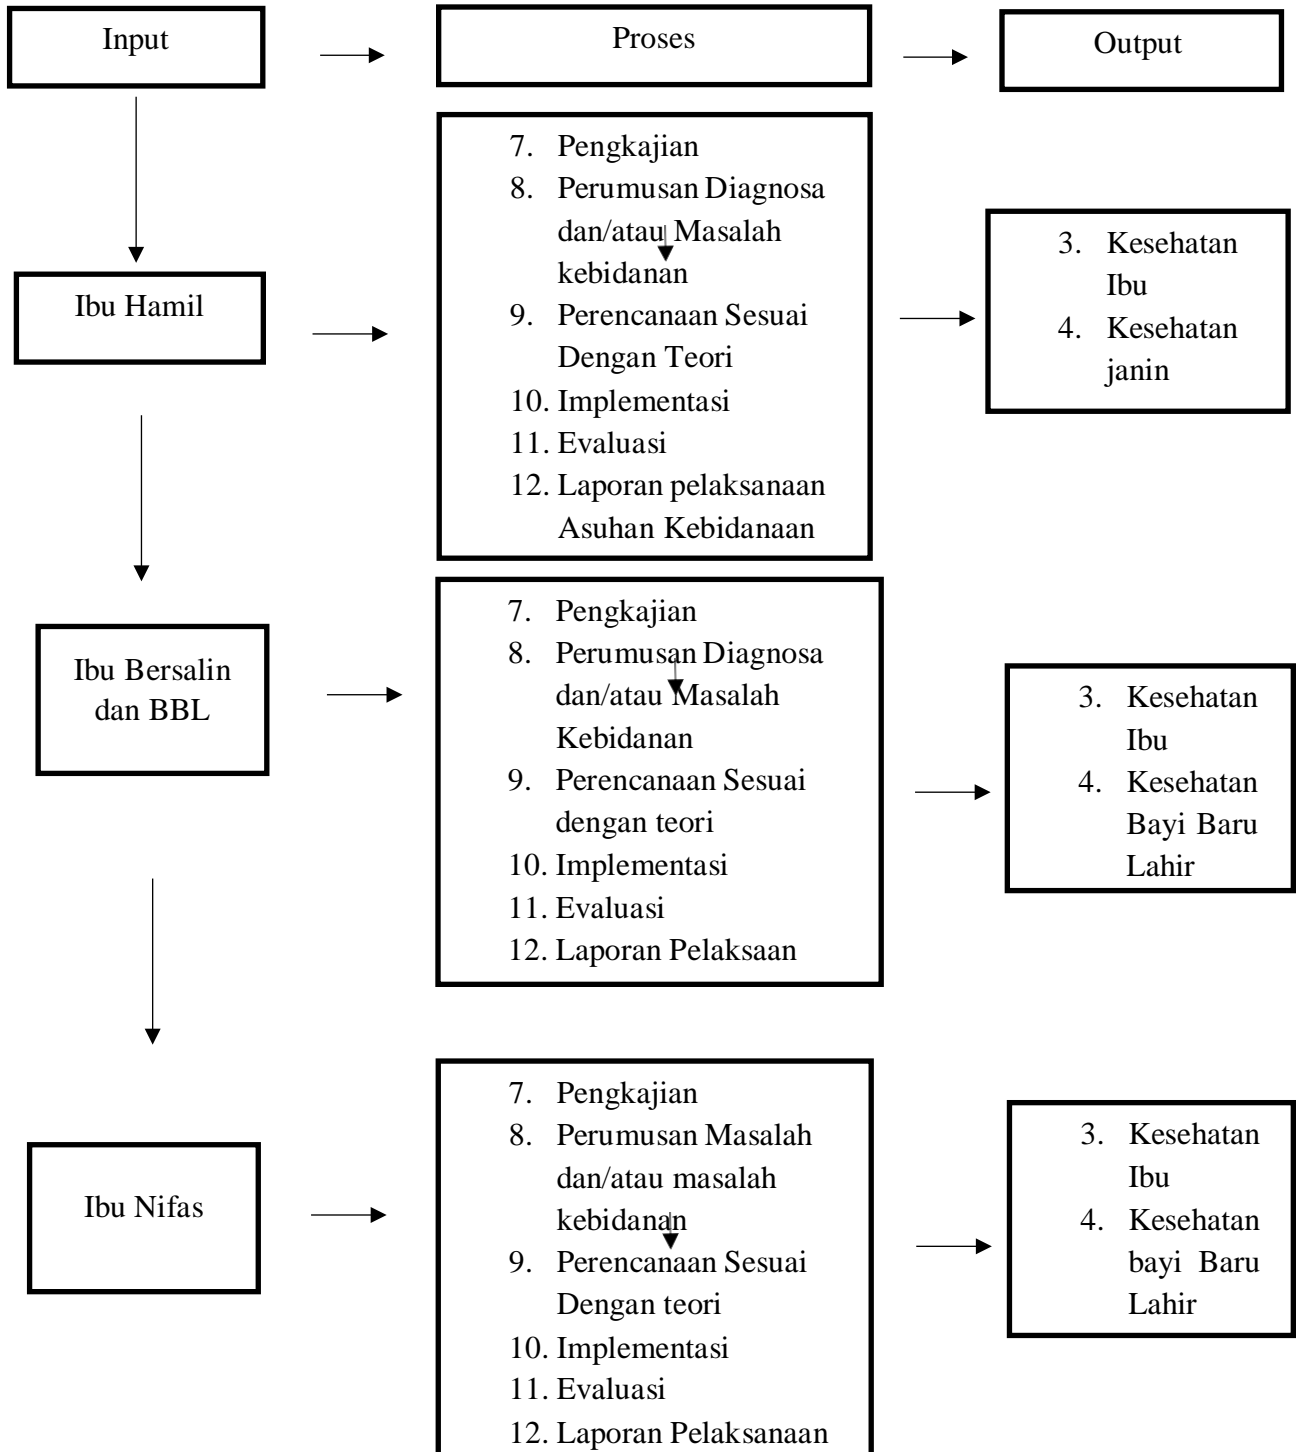 Input
Proses
Output
Ibu Hamil
7. Pengkajian
8. Perumusan Diagnosa
dan/atau Masalah
kebidanan
9. Perencanaan Sesuai
Dengan Teori
10. Implementasi
11. Evaluasi
12. Laporan pelaksanaan
Asuhan Kebidanaan
3. Kesehatan
Ibu
4. Kesehatan
janin
Ibu Bersalin
dan BBL
7. Pengkajian
8. Perumusan Diagnosa
dan/atau Masalah
Kebidanan
9. Perencanaan Sesuai
dengan teori
10. Implementasi
11. Evaluasi
12. Laporan Pelaksaan
3. Kesehatan
Ibu
4. Kesehatan
Bayi Baru
Lahir
Ibu Nifas
7. Pengkajian
8. Perumusan Masalah
dan/atau masalah
kebidanan
9. Perencanaan Sesuai
Dengan teori
10. Implementasi
11. Evaluasi
12. Laporan Pelaksanaan
3. Kesehatan
Ibu
4. Kesehatan
bayi Baru
Lahir